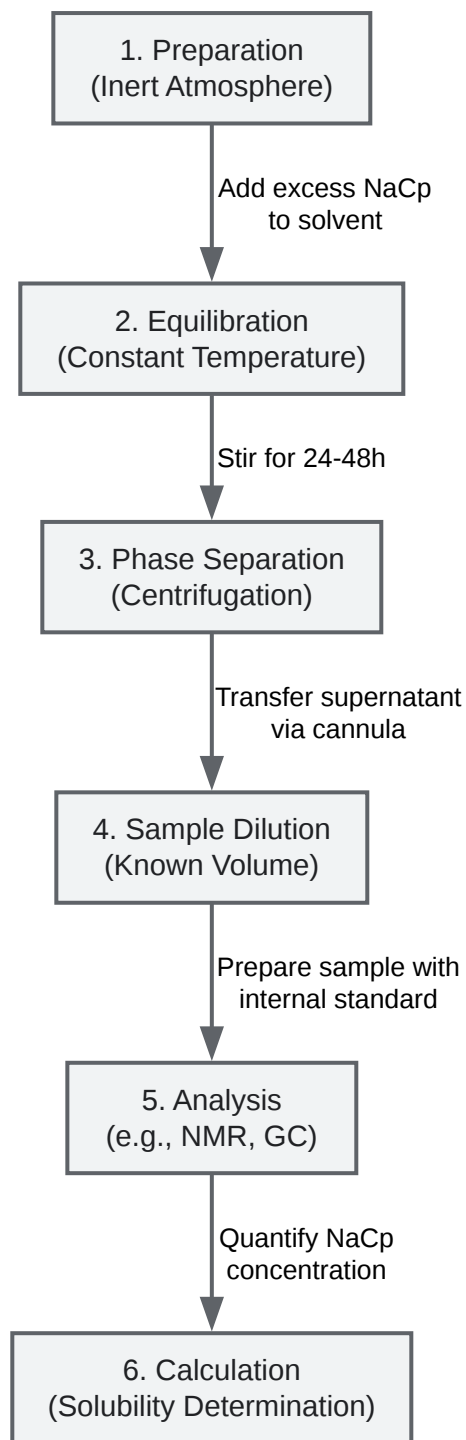 1. Preparation
(Inert Atmosphere)
Add excess NaCp
to solvent
2. Equilibration
(Constant Temperature)
Stir for 24-48h
3. Phase Separation
(Centrifugation)
Transfer supernatant
via cannula
4. Sample Dilution
(Known Volume)
Prepare sample with
internal standard
5. Analysis
(e.g., NMR, GC)
Quantify NaCp
concentration
6. Calculation
(Solubility Determination)